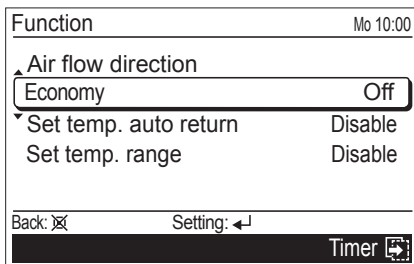 Function Mo 10:00
Air flow direction
Economy Off
Set temp. auto return Disable
Set temp. range Disable
Back: Setting:
Timer